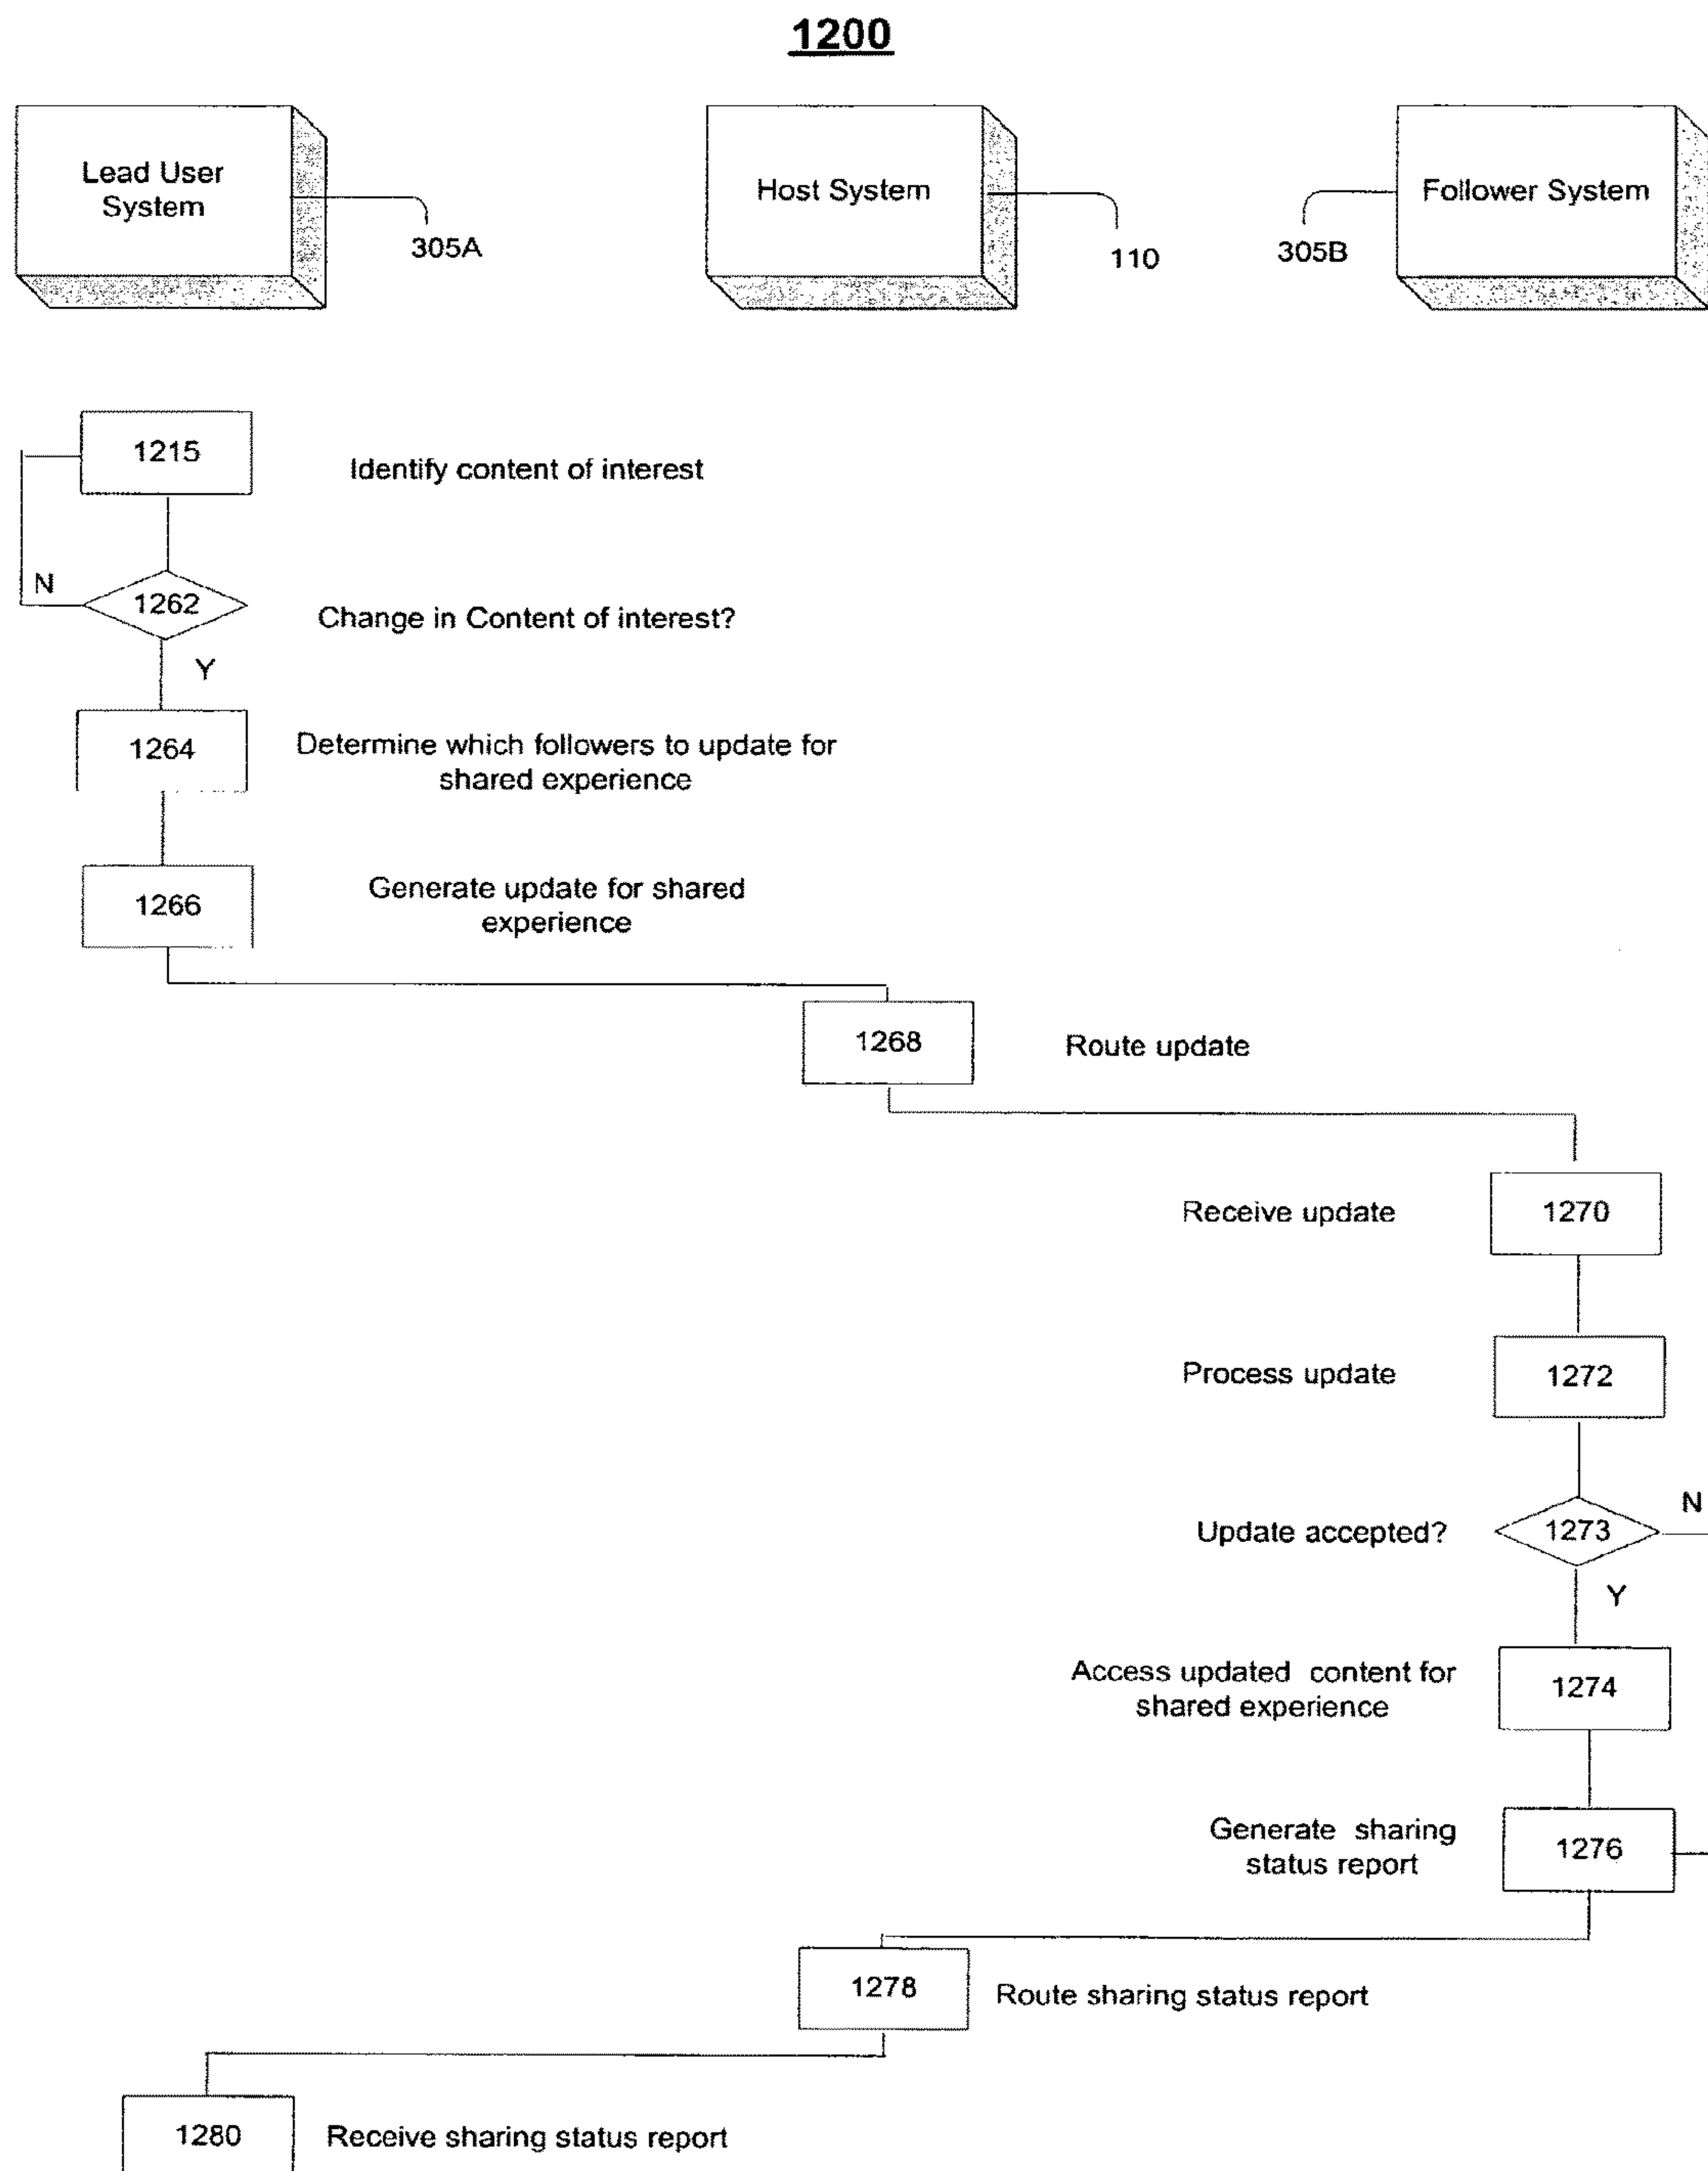 1200
Lead User
System
305A
Host System
110
305B
Follower System
1215
Identify content of interest
N
1262
Change in Content of interest?
Y
1264
Determine which followers to update for
shared experience
1266
Generate update for shared
experience
1268
Route update
Receive update
1270
Process update
1272
Update accepted?
1273
N
Y
Access updated content for
shared experience
1274
Generate sharing
status report
1276
1278
Route sharing status report
1280
Receive sharing status report